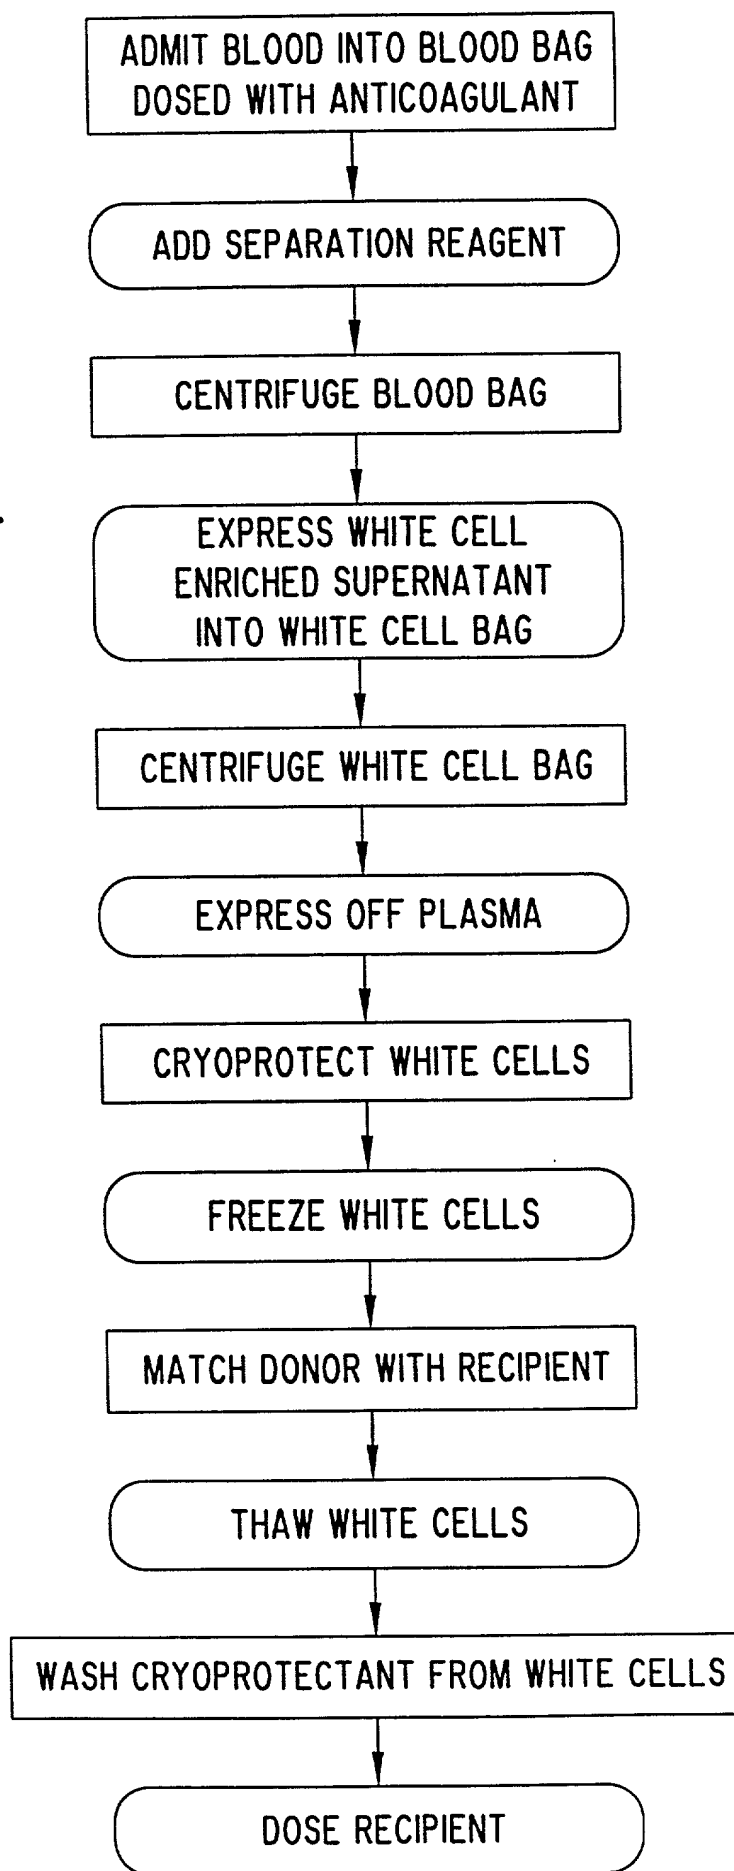 ADMIT BLOOD INTO BLOOD BAG
DOSED WITH ANTICOAGULANT
ADD SEPARATION REAGENT
CENTRIFUGE BLOOD BAG
EXPRESS WHITE CELL
ENRICHED SUPERNATANT
INTO WHITE CELL BAG
CENTRIFUGE WHITE CELL BAG
EXPRESS OFF PLASMA
CRYOPROTECT WHITE CELLS
FREEZE WHITE CELLS
MATCH DONOR WITH RECIPIENT
THAW WHITE CELLS
WASH CRYOPROTECTANT FROM WHITE CELLS
DOSE RECIPIENT